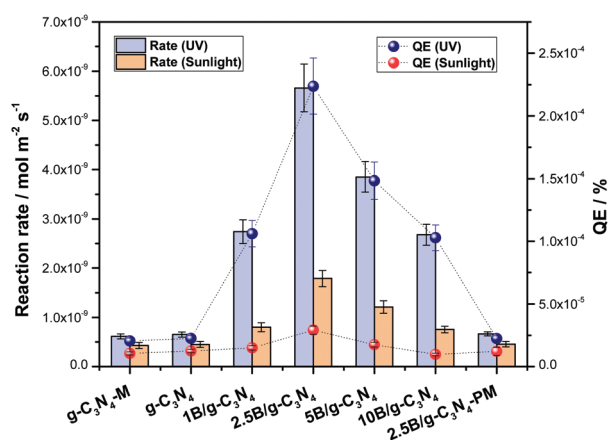 Reaction rate / mol m⁻² s⁻¹
7.0x10⁻⁹
6.0x10⁻⁹
5.0x10⁻⁹
4.0x10⁻⁹
3.0x10⁻⁹
2.0x10⁻⁹
1.0x10⁻⁹
0.0
Rate (UV)
Rate (Sunlight)
QE (UV)
QE (Sunlight)
2.5x10⁻⁴
2.0x10⁻⁴
1.5x10⁻⁴
1.0x10⁻⁴
5.0x10⁻⁵
0.0
QE / %
g-C₃N₄-M
g-C₃N₄
1B/g-C₃N₄
2.5B/g-C₃N₄
5B/g-C₃N₄
10B/g-C₃N₄
2.5B/g-C₃N₄-PM